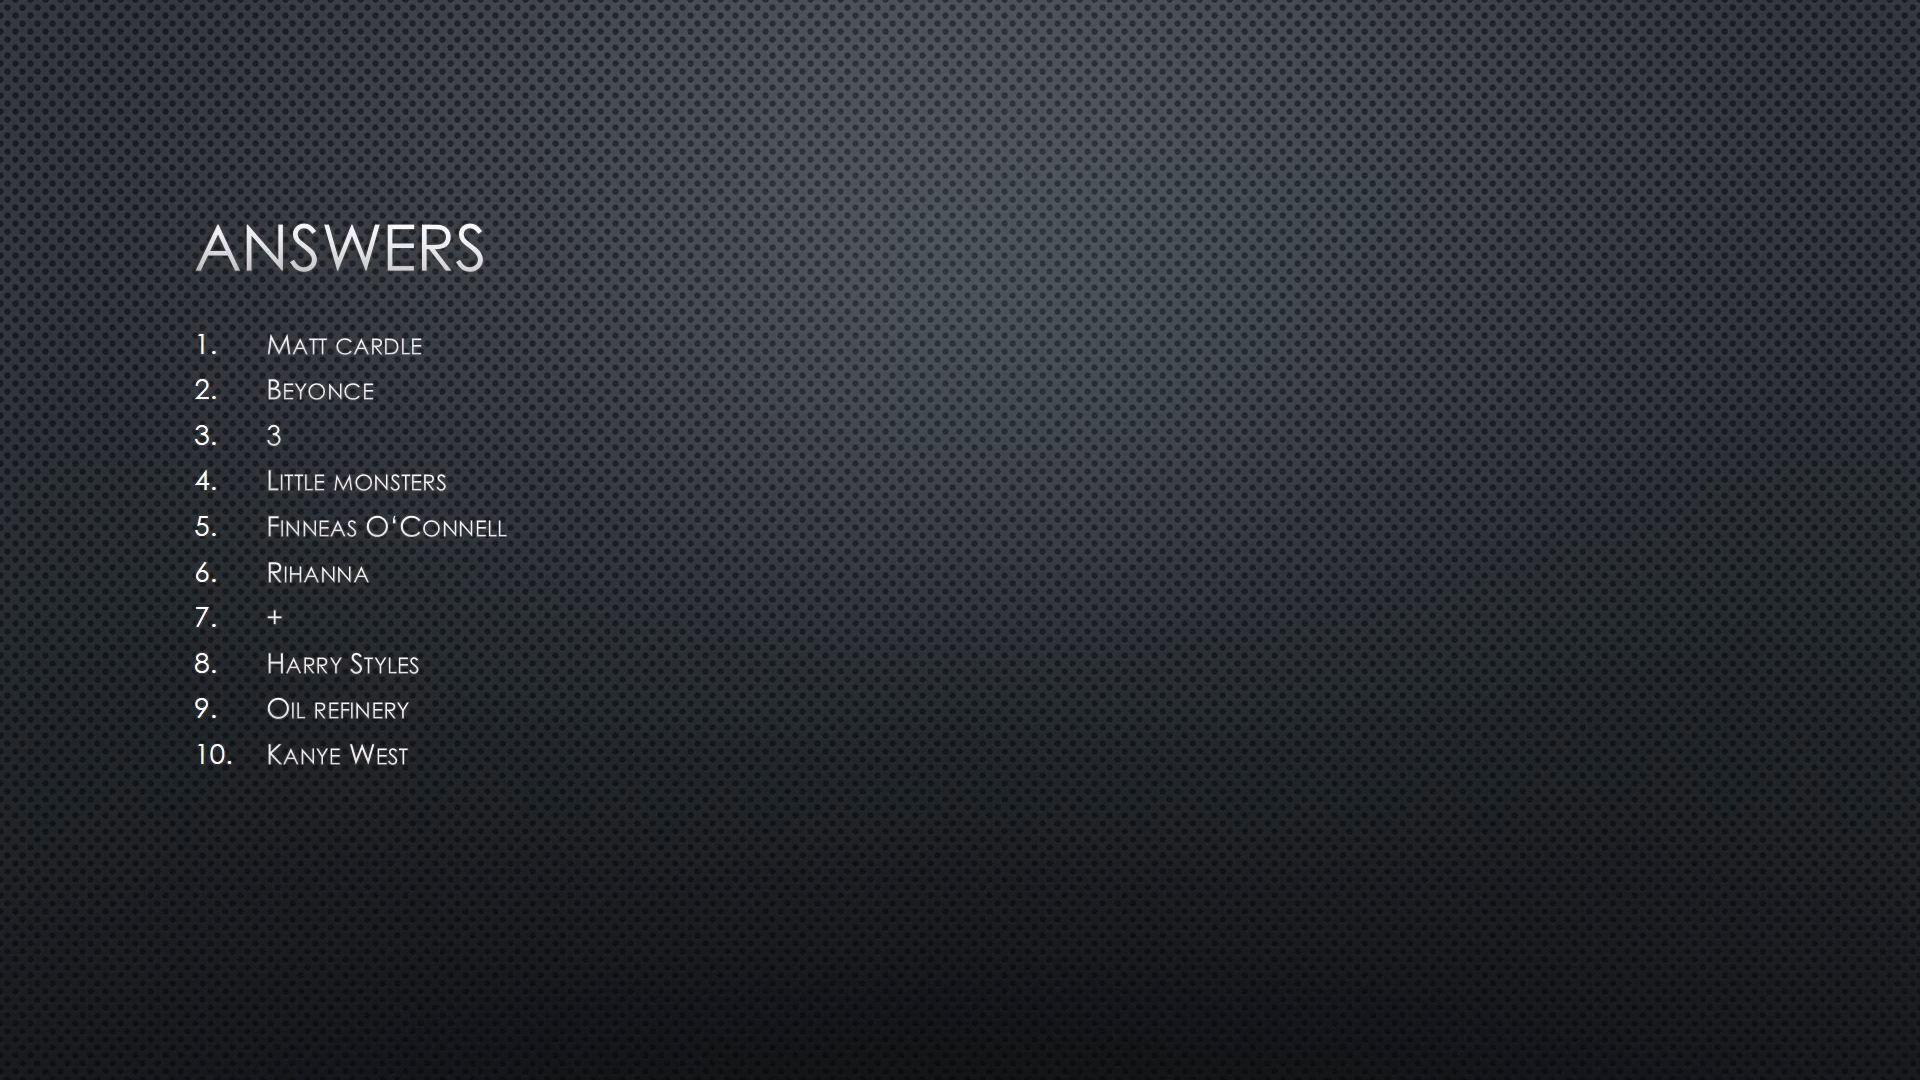 Answers
1. Matt cardle
2. Beyonce
3. 3
4. Little monsters
5. Finneas O‘Connell
6. Rihanna
7. +
8. Harry Styles
9. Oil refinery
10. Kanye West